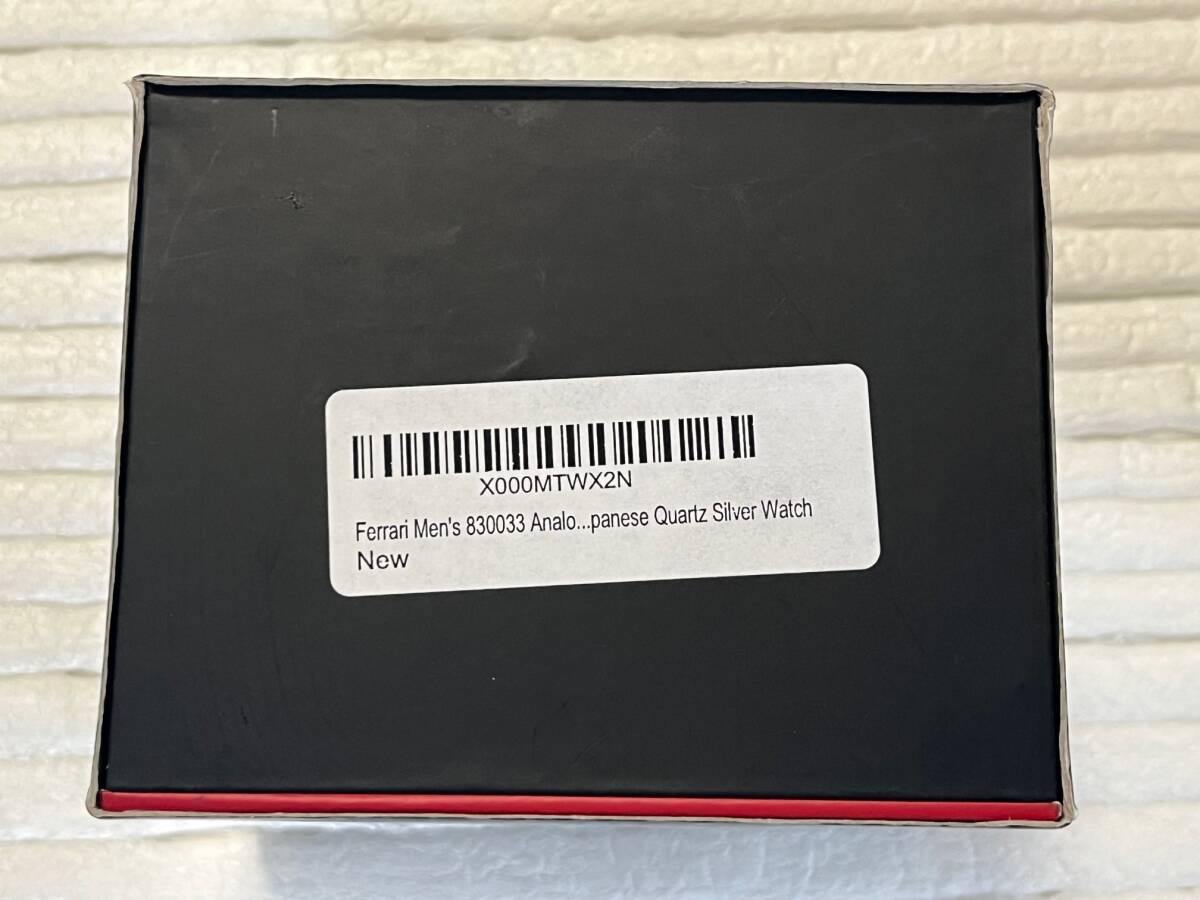 X000MTWX2N
Ferrari Men's 830033 Analo...panese Quartz Silver Watch
New